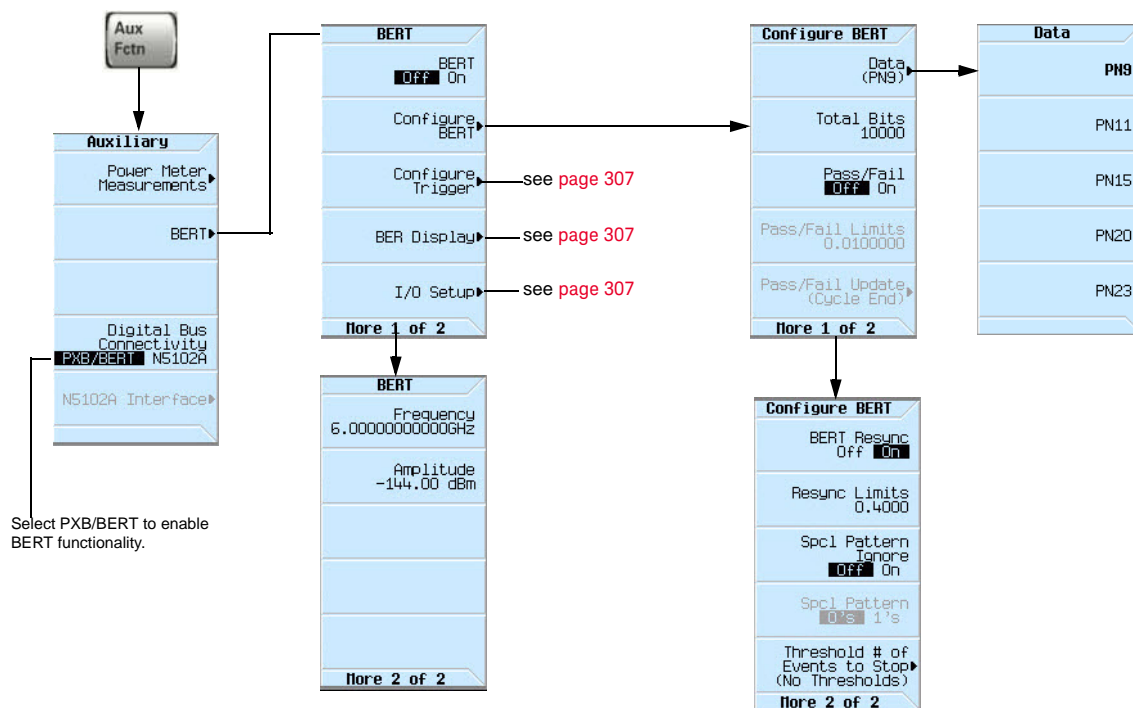 Aux
Fctn
Auxiliary
Power Meter
Measurements
BERT
Digital Bus
Connectivity
PXB/BERT N5102A
N5102A Interface
Select PXB/BERT to enable
BERT functionality.
BERT
BERT
Off On
Configure
BERT
Configure
Trigger
see page 307
BER Display
see page 307
I/O Setup
see page 307
More 1 of 2
BERT
Frequency
6.00000000000GHz
Amplitude
-144.00 dBm
More 2 of 2
Configure BERT
Data
(PN9)
Total Bits
10000
Pass/Fail
Off On
Pass/Fail Limits
0.0100000
Pass/Fail Update
(Cycle End)
More 1 of 2
Configure BERT
BERT Resync
Off On
Resync Limits
0.4000
Spcl Pattern
Ignore
Off On
Spcl Pattern
0's 1's
Threshold # of
Events to Stop
(No Thresholds)
More 2 of 2
Data
PN9
PN11
PN15
PN20
PN23